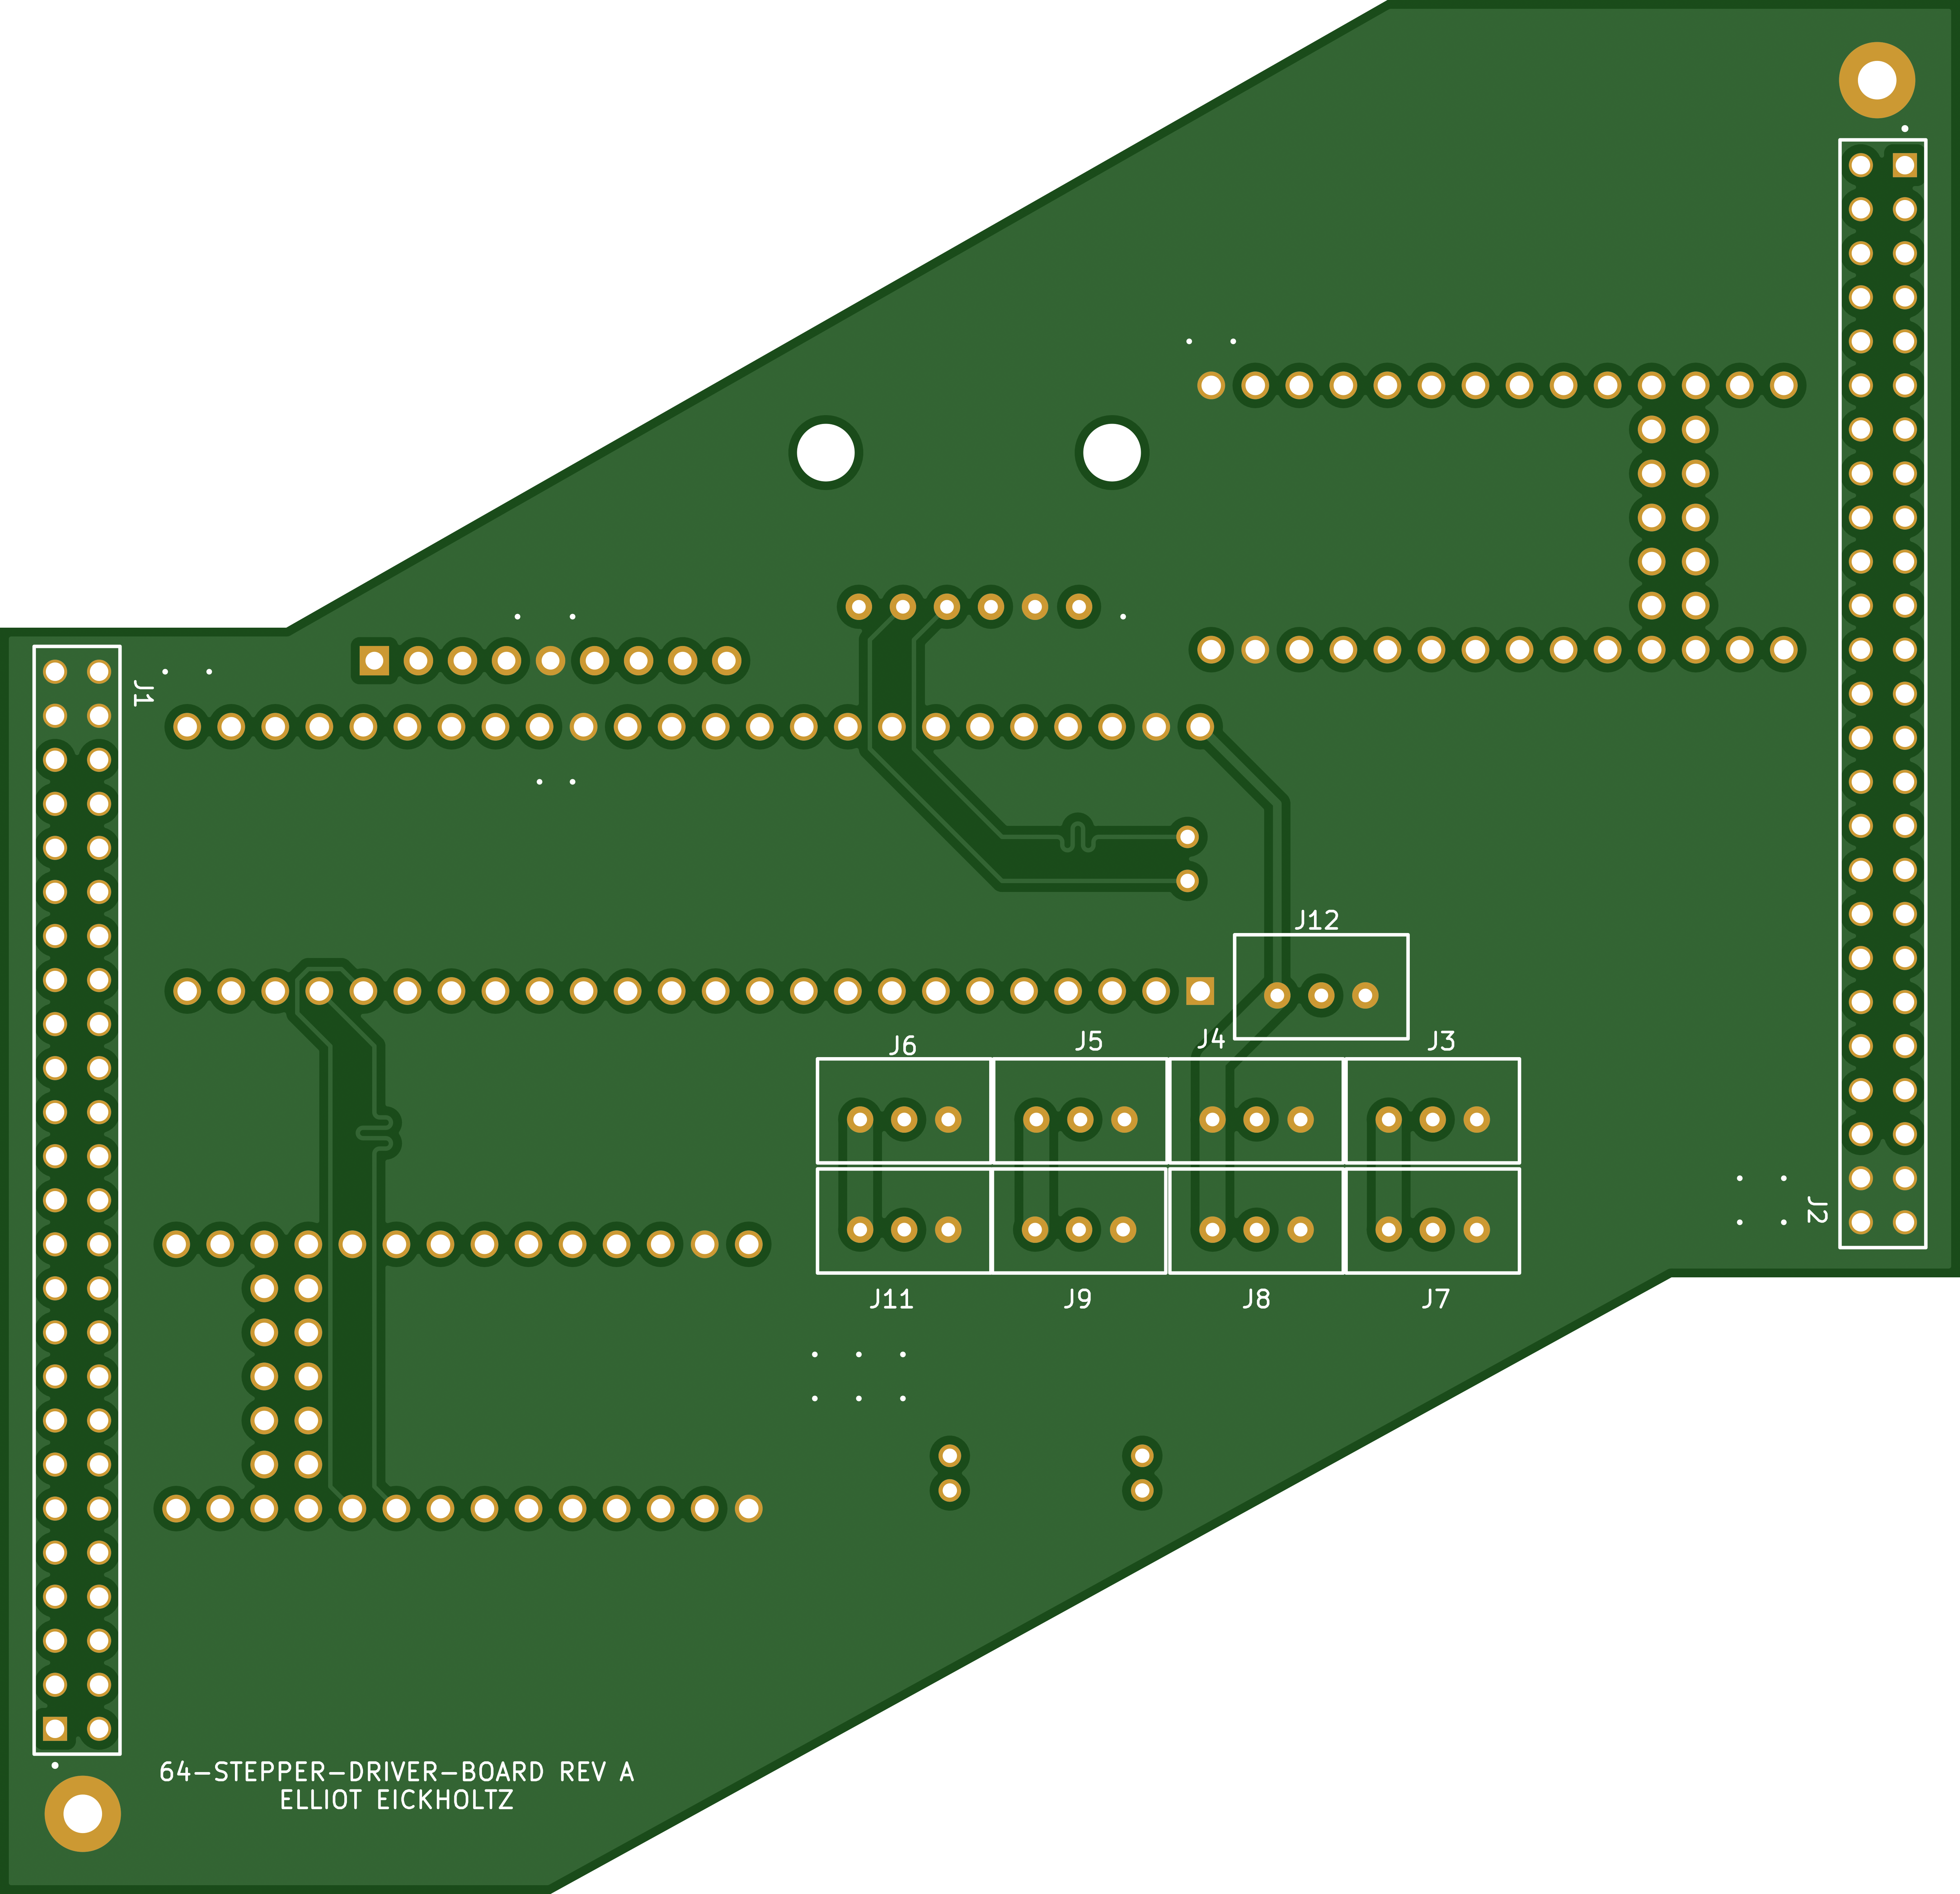 J1
J12
J6
J5
J4
J3
J2
J11
J9
J8
J7
64-STEPPER-DRIVER-BOARD REV A
ELLIOT EICKHOLTZ